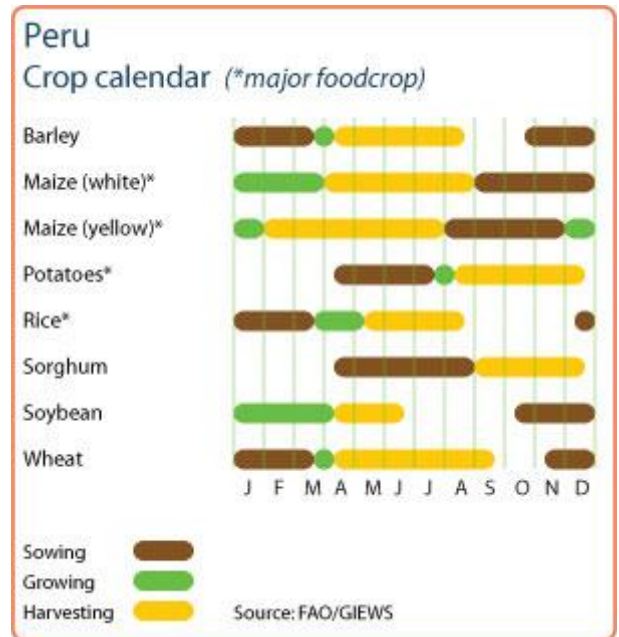 Peru
Crop calendar (*major foodcrop)
Barley
Maize (white)*
Maize (yellow)*
Potatoes*
Rice*
Sorghum
Soybean
Wheat
J F M A M J J A S O N D
Sowing
Growing
Harvesting Source: FAO/GIEWS